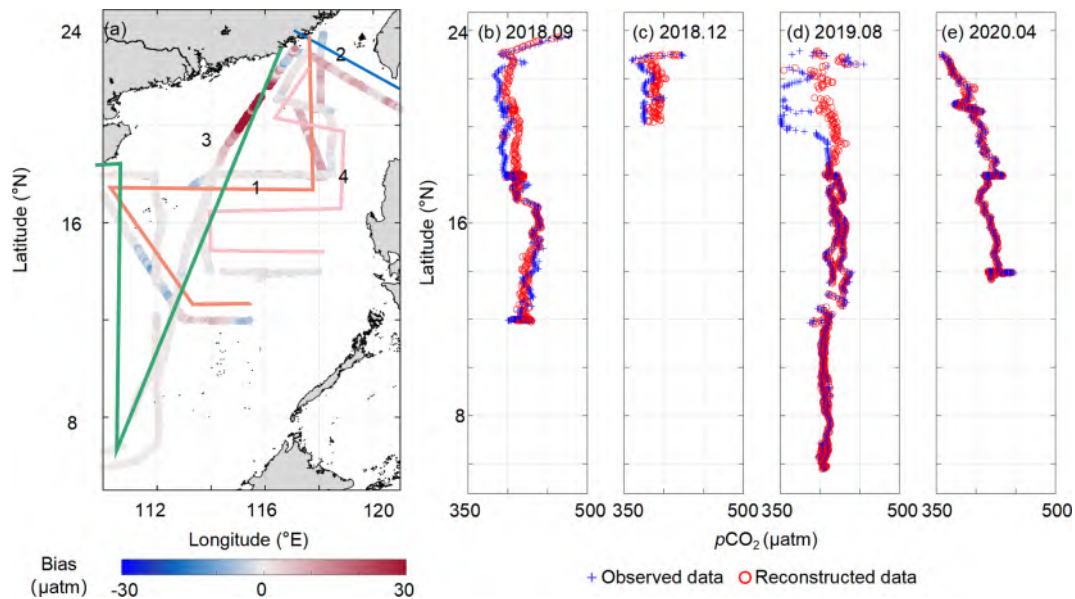 (a)
24
16
8
Latitude (°N)
1
2
3
4
112
116
120
Longitude (°E)
Bias
(µatm)
-30
0
30
(b) 2018.09
(c) 2018.12
(d) 2019.08
(e) 2020.04
24
16
8
Latitude (°N)
350
500
350
500
350
500
350
500
pCO₂ (µatm)
+ Observed data
○ Reconstructed data